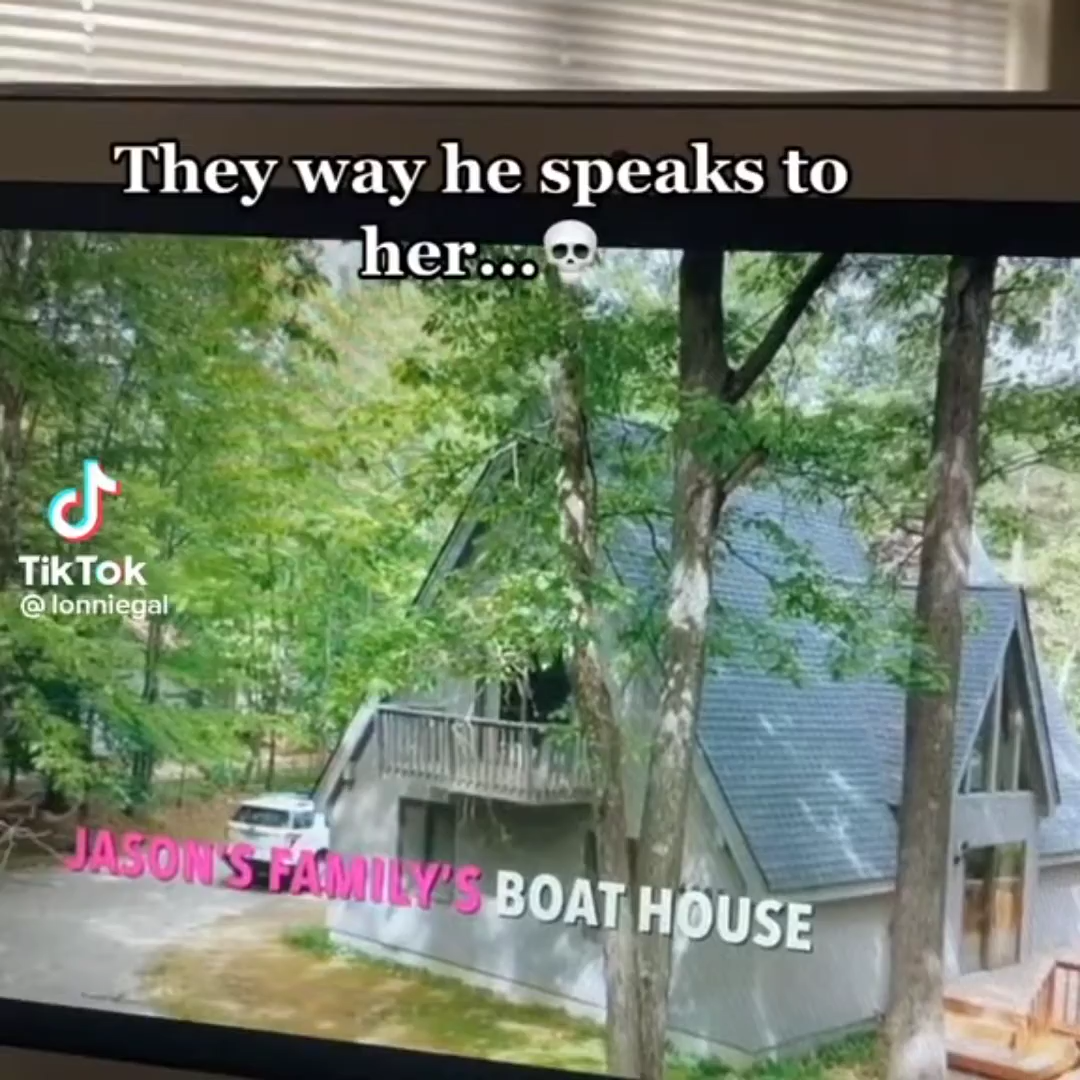 They way he speaks to
her...💀
TikTok
@lonniegal
JASON'S FAMILY'S BOAT HOUSE